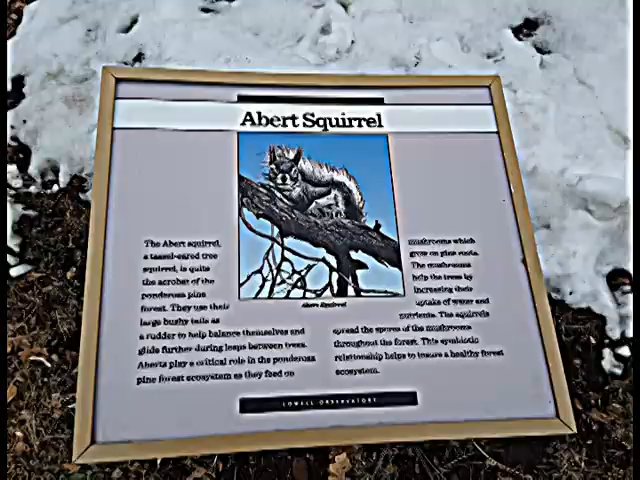 Abert Squirrel
The Abert squirrel,
a tassel-eared tree
squirrel, is quite
the acrobat of the
ponderosa pine
forest. They use their
large bushy tails as
a rudder to help balance themselves and
glide further during leaps between trees.
Aberts play a critical role in the ponderosa
pine forest ecosystem as they feed on
Abert Squirrel
mushrooms which
grow on pine roots.
The mushrooms
help the trees by
increasing their
uptake of water and
nutrients. The squirrels
spread the spores of the mushrooms
throughout the forest. This symbiotic
relationship helps to insure a healthy forest
ecosystem.
LOWELL OBSERVATORY